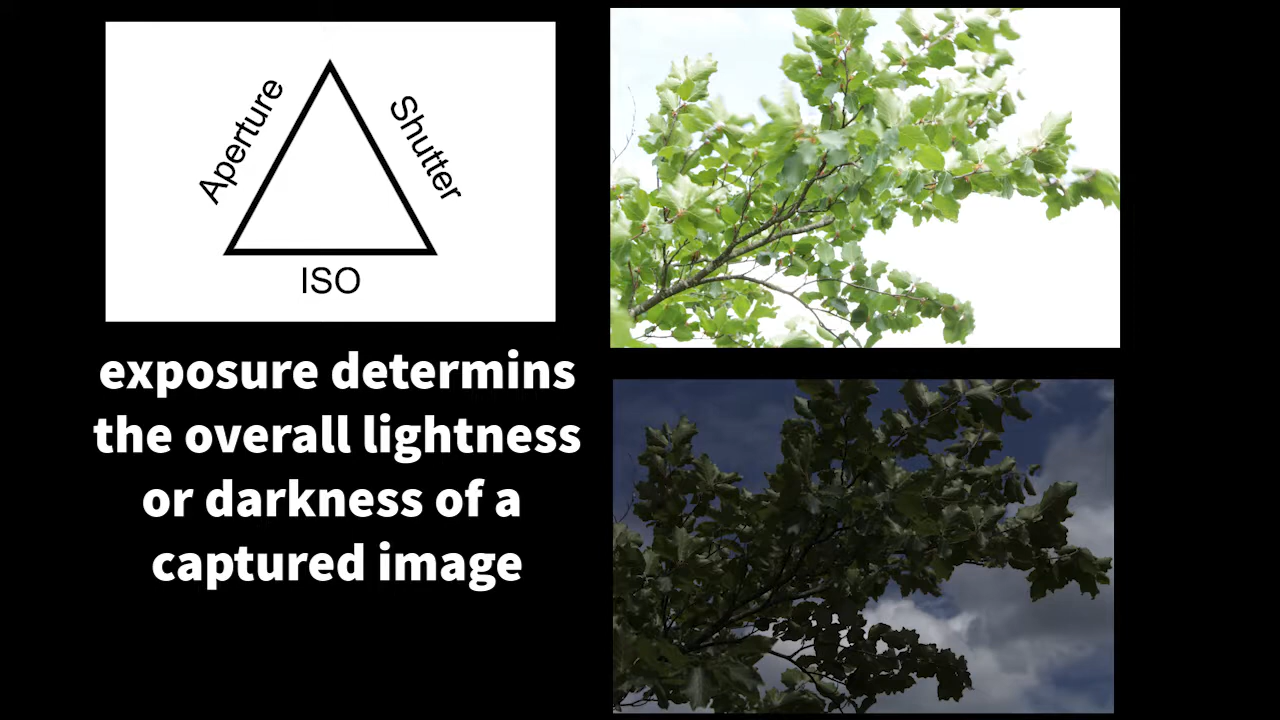 Aperture
Shutter
ISO
exposure determins
the overall lightness
or darkness of a
captured image